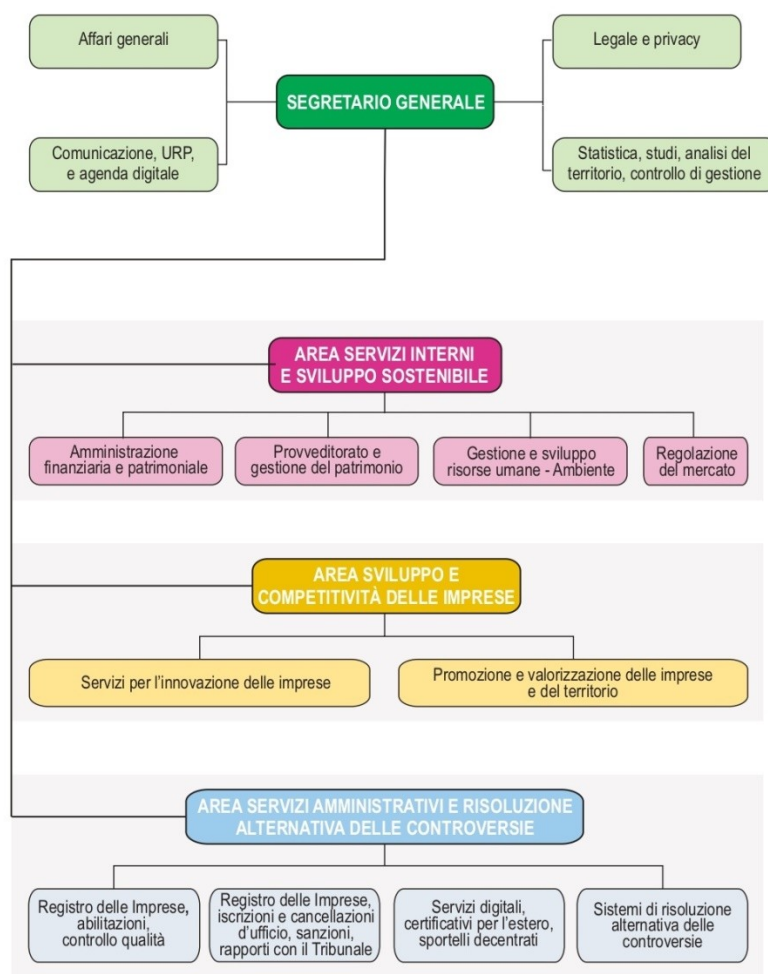 Affari generali
Legale e privacy
SEGRETARIO GENERALE
Comunicazione, URP,
e agenda digitale
Statistica, studi, analisi del
territorio, controllo di gestione
AREA SERVIZI INTERNI
E SVILUPPO SOSTENIBILE
Amministrazione
finanziaria e patrimoniale
Provveditorato e
gestione del patrimonio
Gestione e sviluppo
risorse umane - Ambiente
Regolazione
del mercato
AREA SVILUPPO E
COMPETITIVITÀ DELLE IMPRESE
Servizi per l'innovazione delle imprese
Promozione e valorizzazione delle imprese
e del territorio
AREA SERVIZI AMMINISTRATIVI E RISOLUZIONE
ALTERNATIVA DELLE CONTROVERSIE
Registro delle Imprese,
abilitazioni,
controllo qualità
Registro delle Imprese,
iscrizioni e cancellazioni
d'ufficio, sanzioni,
rapporti con il Tribunale
Servizi digitali,
certificativi per l'estero,
sportelli decentrati
Sistemi di risoluzione
alternativa delle
controversie